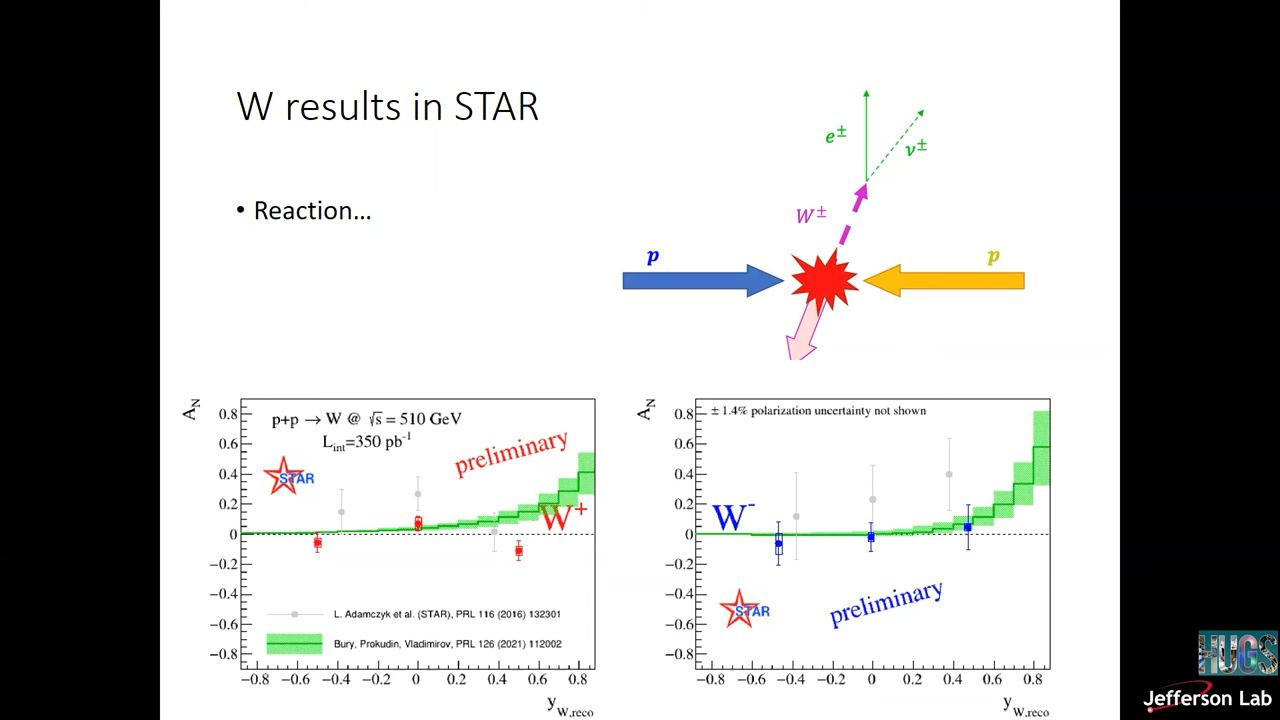 W results in STAR
• Reaction...
e±
ν±
W±
p
p
A_N
0.8
0.6
0.4
0.2
0
−0.2
−0.4
−0.6
−0.8
p+p → W @ √s = 510 GeV
L_int=350 pb⁻¹
preliminary
STAR
W⁺
L. Adamczyk et al. (STAR), PRL 116 (2016) 132301
Bury, Prokudin, Vladimirov, PRL 126 (2021) 112002
−0.8 −0.6 −0.4 −0.2 0 0.2 0.4 0.6 0.8
y_W,reco
A_N
0.8
0.6
0.4
0.2
0
−0.2
−0.4
−0.6
−0.8
± 1.4% polarization uncertainty not shown
W⁻
STAR
preliminary
−0.8 −0.6 −0.4 −0.2 0 0.2 0.4 0.6 0.8
y_W,reco
HUGS
Jefferson Lab